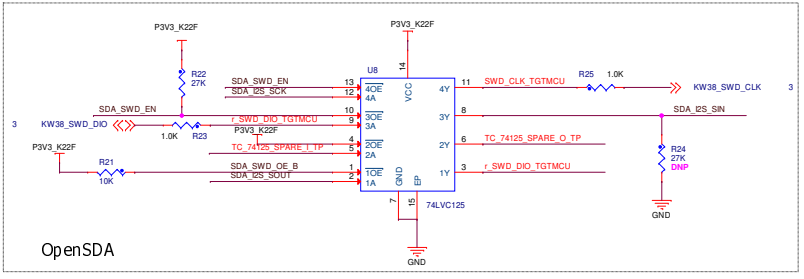 P3V3_K22F
P3V3_K22F
R22
27K
U8
14
VCC
SDA_SWD_EN
13
4OE
4Y
11
SWD_CLK_TGTMCU
R25
1.0K
KW38_SWD_CLK
3
SDA_I2S_SCK
12
4A
SDA_SWD_EN
10
3OE
3Y
8
SDA_I2S_SIN
3
KW38_SWD_DIO
1.0K
R23
r_SWD_DIO_TGTMCU
9
3A
P3V3_K22F
4
2OE
2Y
6
TC_74125_SPARE_O_TP
TC_74125_SPARE_I_TP
5
2A
R24
27K
DNP
P3V3_K22F
R21
10K
SDA_SWD_OE_B
1
1OE
1Y
3
r_SWD_DIO_TGTMCU
SDA_I2S_SOUT
2
1A
GND
EP
7
15
74LVC125
GND
GND
OpenSDA